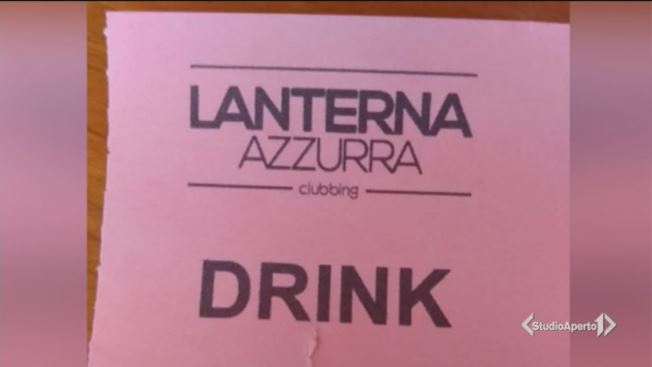 LANTERNA
AZZURRA
clubbing
DRINK
StudioAperto